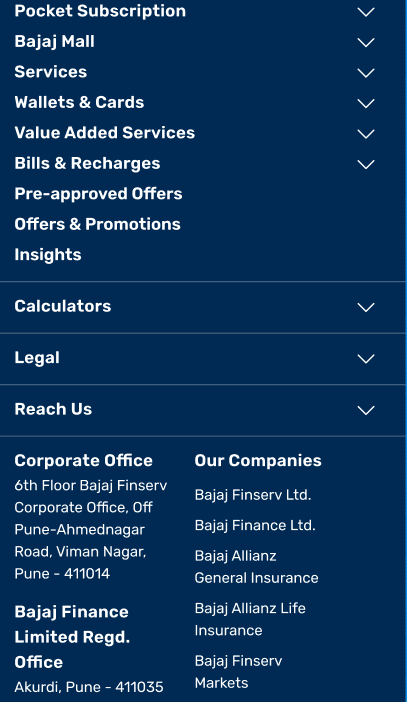 Pocket Subscription
Bajaj Mall
Services
Wallets & Cards
Value Added Services
Bills & Recharges
Pre-approved Offers
Offers & Promotions
Insights
Calculators
Legal
Reach Us
Corporate Office
6th Floor Bajaj Finserv
Corporate Office, Off
Pune-Ahmednagar
Road, Viman Nagar,
Pune - 411014
Bajaj Finance
Limited Regd.
Office
Akurdi, Pune - 411035
Our Companies
Bajaj Finserv Ltd.
Bajaj Finance Ltd.
Bajaj Allianz
General Insurance
Bajaj Allianz Life
Insurance
Bajaj Finserv
Markets